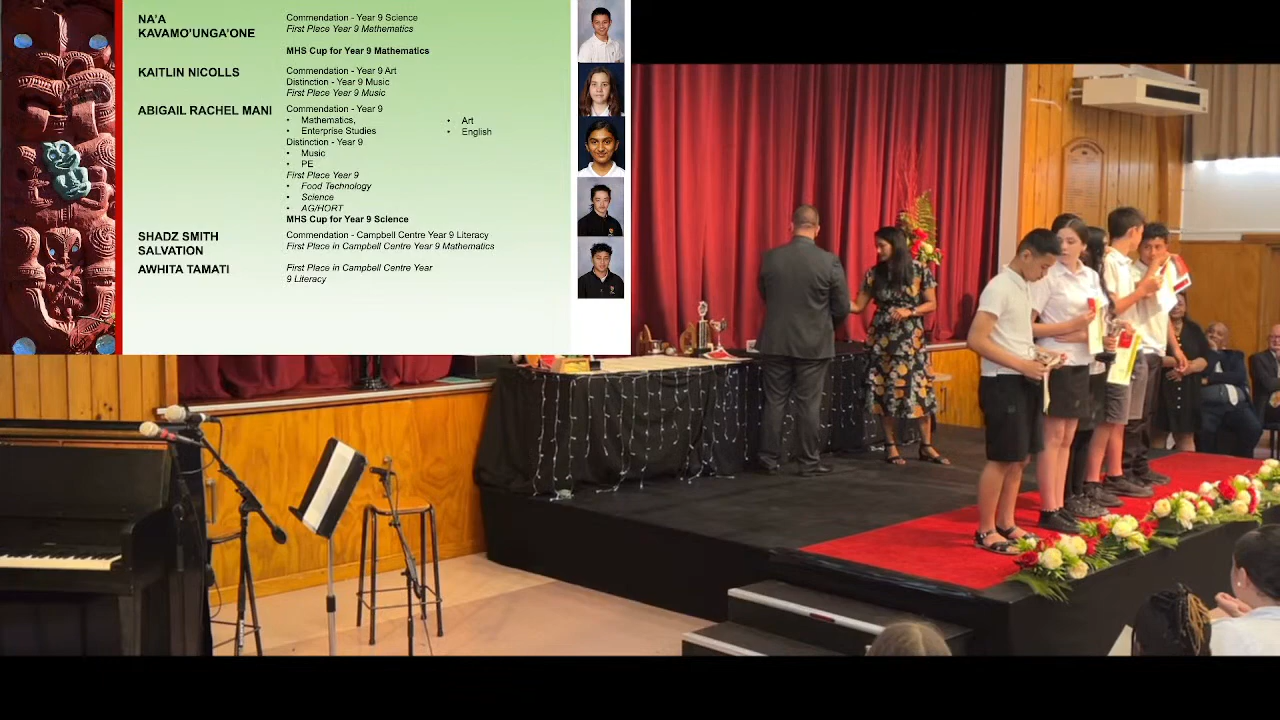 NA'A
KAVAMO'UNGA'ONE
Commendation - Year 9 Science
First Place Year 9 Mathematics
MHS Cup for Year 9 Mathematics
KAITLIN NICOLLS
Commendation - Year 9 Art
Distinction - Year 9 Music
First Place Year 9 Music
ABIGAIL RACHEL MANI
Commendation - Year 9
• Mathematics,
• Enterprise Studies
• Art
• English
Distinction - Year 9
• Music
• PE
First Place Year 9
• Food Technology
• Science
• AG/HORT
MHS Cup for Year 9 Science
SHADZ SMITH
SALVATION
Commendation - Campbell Centre Year 9 Literacy
First Place in Campbell Centre Year 9 Mathematics
AWHITA TAMATI
First Place in Campbell Centre Year
9 Literacy